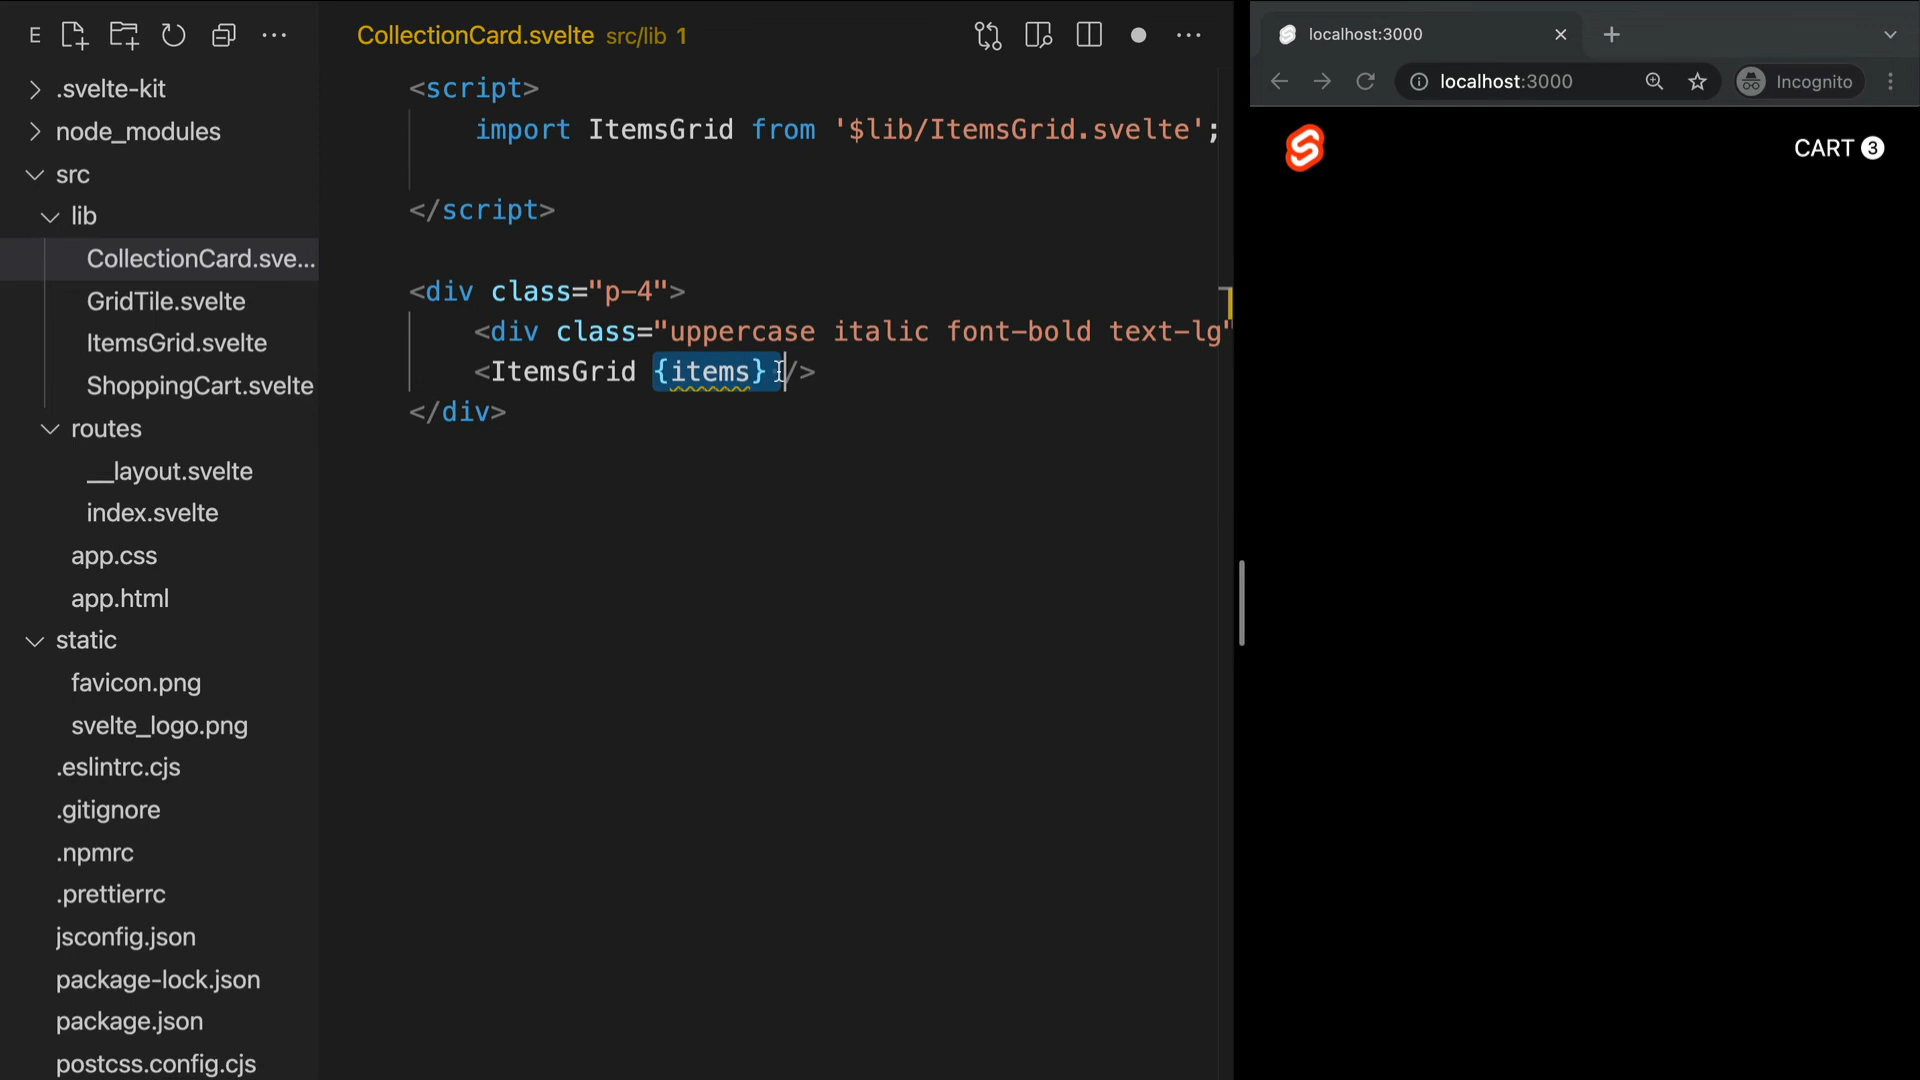 E
.svelte-kit
node_modules
src
lib
CollectionCard.sve...
GridTile.svelte
ItemsGrid.svelte
ShoppingCart.svelte
routes
__layout.svelte
index.svelte
app.css
app.html
static
favicon.png
svelte_logo.png
.eslintrc.cjs
.gitignore
.npmrc
.prettierrc
jsconfig.json
package-lock.json
package.json
postcss.config.cjs
CollectionCard.svelte src/lib 1
<script>
import ItemsGrid from '$lib/ItemsGrid.svelte';
</script>
<div class="p-4">
<div class="uppercase italic font-bold text-lg"
<ItemsGrid {items} />
</div>
localhost:3000
localhost:3000
Incognito
CART 3